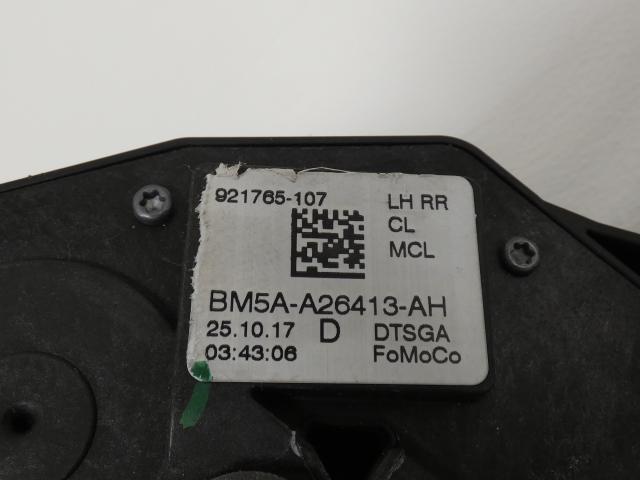 921765-107 LH RR
CL
MCL
BM5A-A26413-AH
25.10.17 D DTSGA
03:43:06 FoMoCo